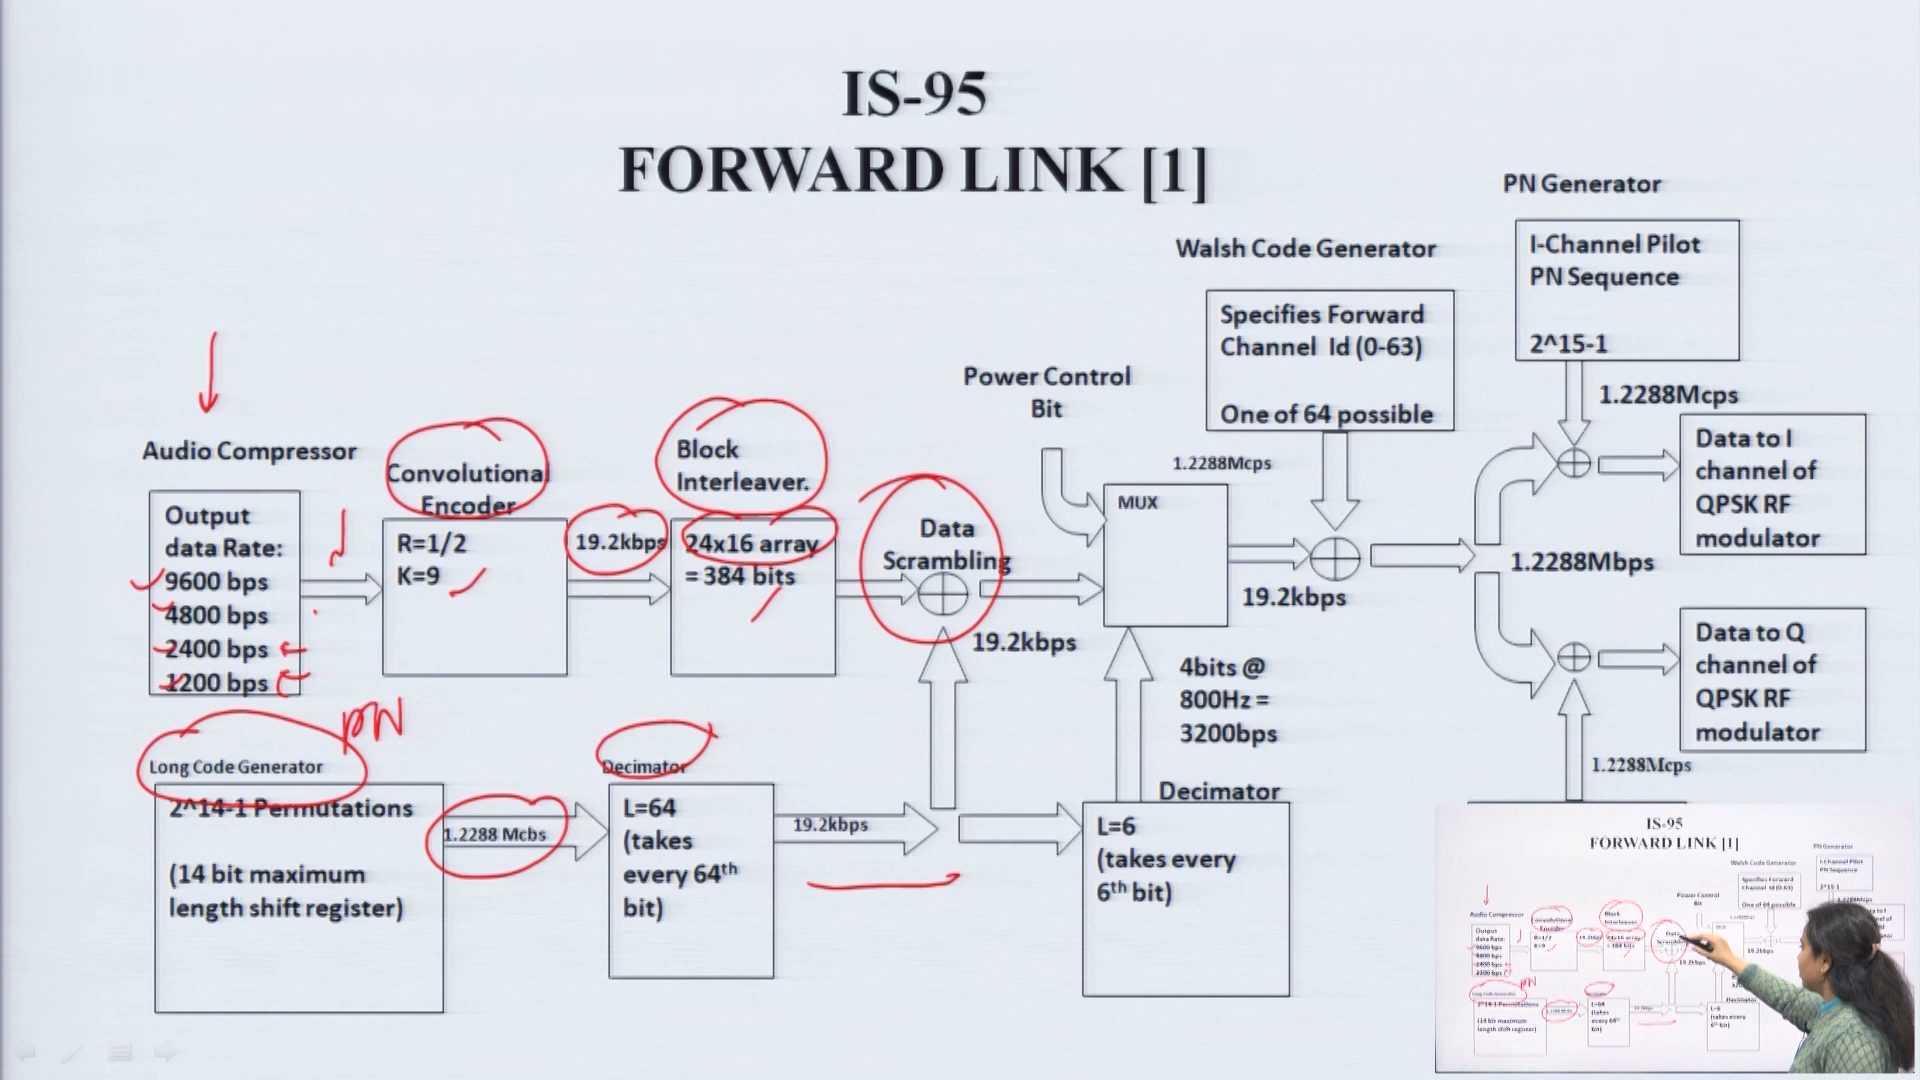 IS-95
FORWARD LINK [1]
PN Generator
I-Channel Pilot
PN Sequence
2^15-1
1.2288Mcps
Walsh Code Generator
Specifies Forward
Channel Id (0-63)
One of 64 possible
Power Control
Bit
1.2288Mcps
MUX
19.2kbps
1.2288Mbps
Data to I
channel of
QPSK RF
modulator
Data to Q
channel of
QPSK RF
modulator
1.2288Mcps
Audio Compressor
Output
data Rate:
9600 bps
4800 bps
2400 bps
1200 bps
Convolutional
Encoder
R=1/2
K=9
19.2kbps
Block
Interleaver.
24x16 array
= 384 bits
Data
Scrambling
19.2kbps
4bits @
800Hz =
3200bps
PN
Long Code Generator
2^14-1 Permutations
(14 bit maximum
length shift register)
1.2288 Mcbs
Decimator
L=64
(takes
every 64th
bit)
19.2kbps
Decimator
L=6
(takes every
6th bit)
IS-95
FORWARD LINK [1]